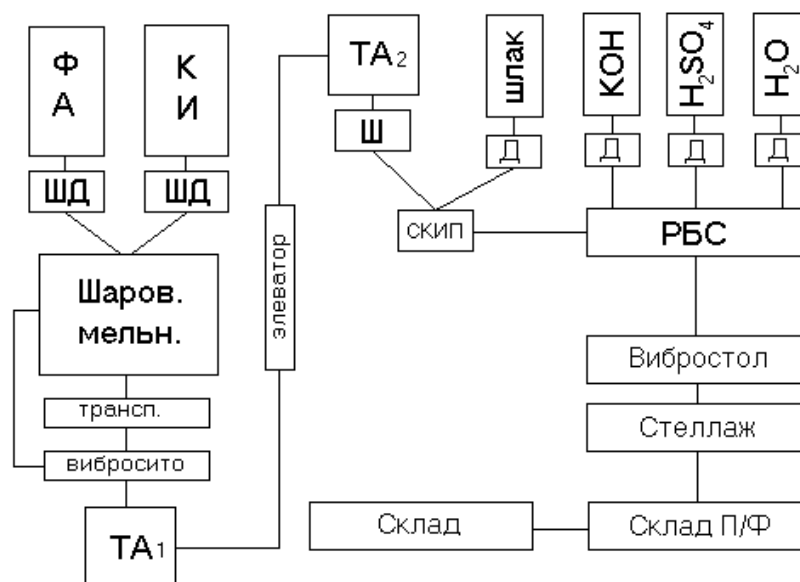 Ф
А
К
И
ШД
ШД
Шаров.
мельн.
трансп.
вибросито
ТА1
элеватор
ТА2
Ш
шлак
Д
скип
КОН
Д
H2SO4
Д
H2O
Д
РБС
Вибростол
Стеллаж
Склад П/Ф
Склад